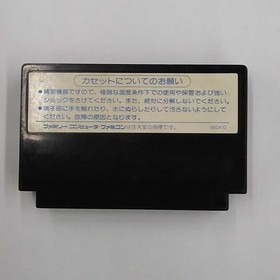 カセットについてのお願い
●精密機器ですので、極端な温度条件下での使用や保管および強い
ショックをさけてください。また、絶対に分解しないでください。
●端子部に手を触れたり、水にぬらしたりして汚さないようにして
ください。故障の原因となります。
ファミリーコンピュータ・ファミコンは任天堂の商標です。